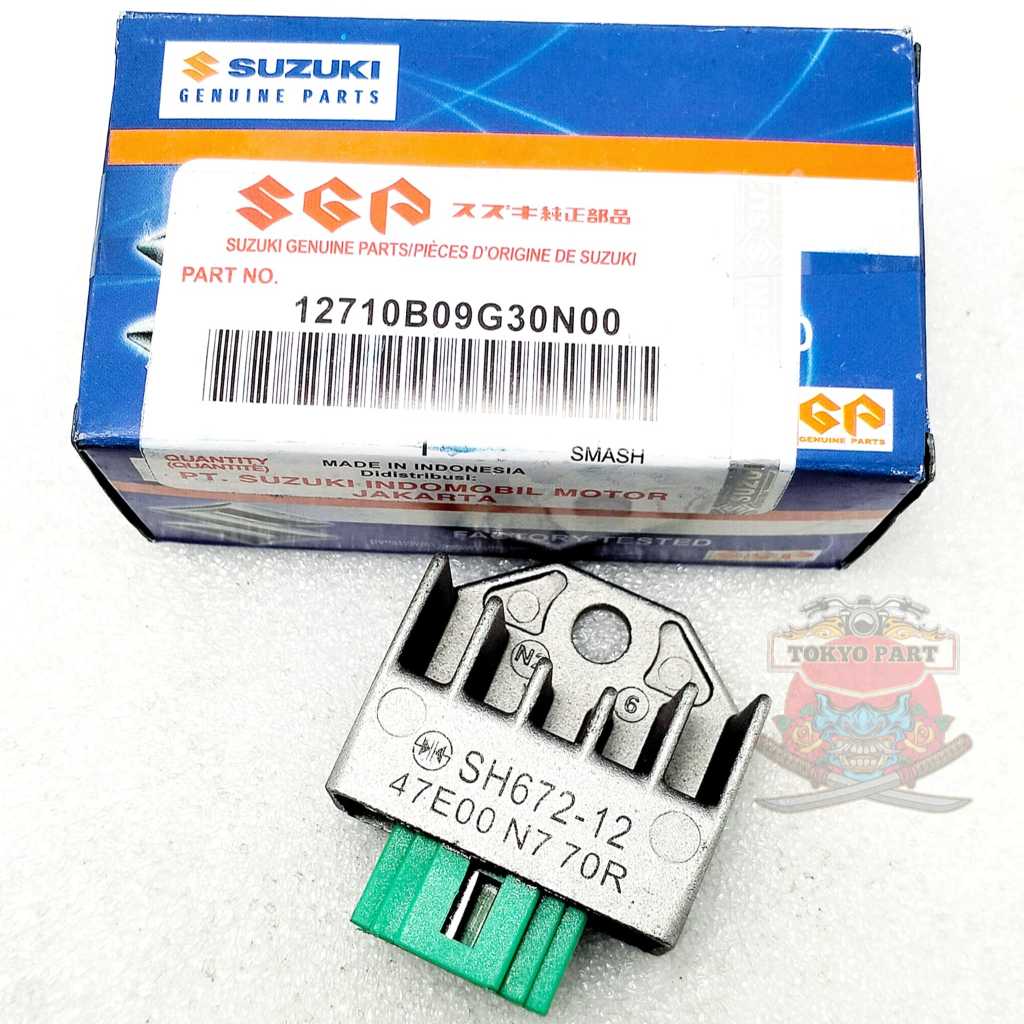 SUZUKI
GENUINE PARTS
SGP スズキ純正部品
SUZUKI GENUINE PARTS/PIÈCES D'ORIGINE DE SUZUKI
PART NO.
12710B09G30N00
SGP
GENUINE PARTS
SMASH
QUANTITY
(QUANTITÉ)
MADE IN INDONESIA
Didistribusi:
PT. SUZUKI INDOMOBIL MOTOR
JAKARTA
FACTORY TESTED
SGP
TOKYO PART
6
SH672-12
47E00 N7 70R